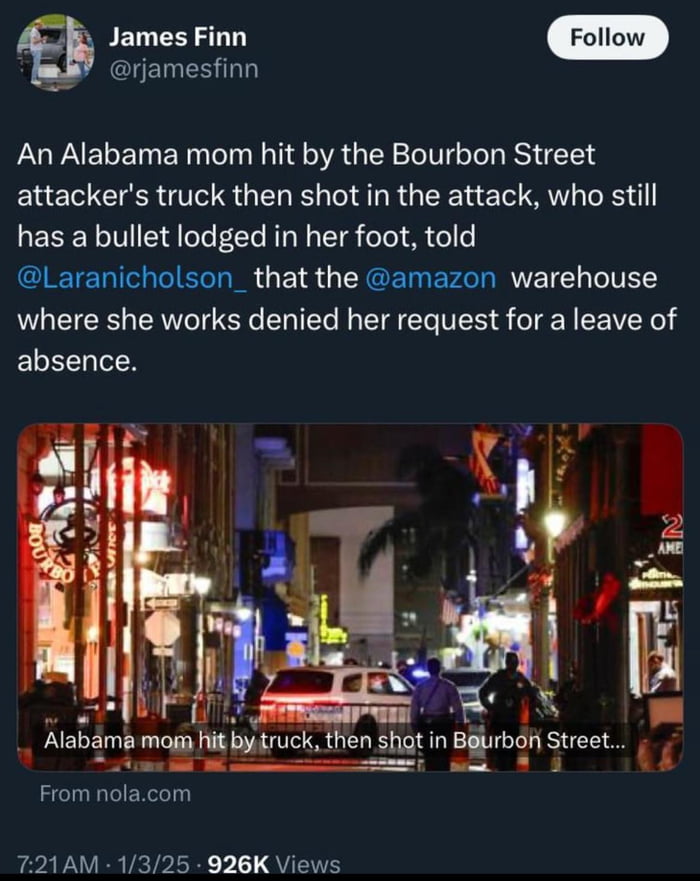 James Finn
Follow
@rjamesfinn
An Alabama mom hit by the Bourbon Street
attacker's truck then shot in the attack, who still
has a bullet lodged in her foot, told
@Laranicholson_ that the @amazon warehouse
where she works denied her request for a leave of
absence.
BOURBO
2
AME
Alabama mom hit by truck, then shot in Bourbon Street...
From nola.com
7:21 AM · 1/3/25 · 926K Views